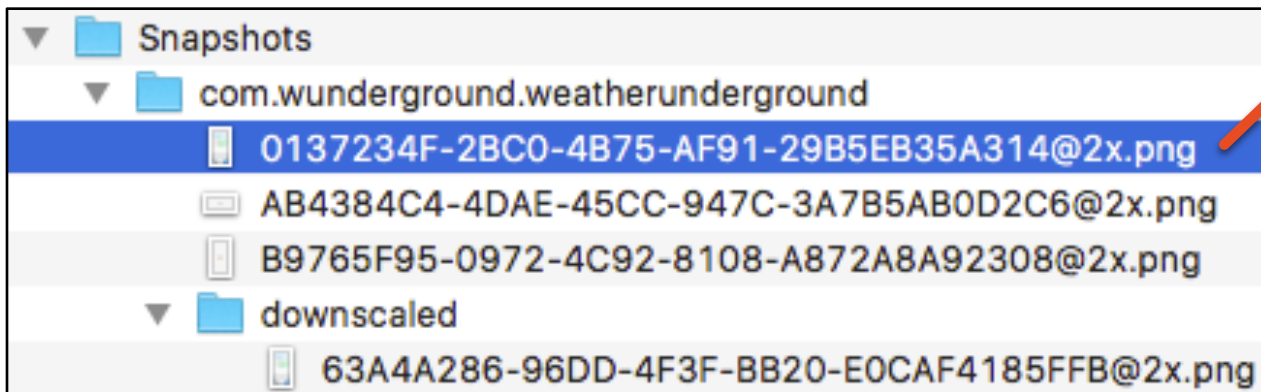 Snapshots
com.wunderground.weatherunderground
0137234F-2BC0-4B75-AF91-29B5EB35A314@2x.png
AB4384C4-4DAE-45CC-947C-3A7B5AB0D2C6@2x.png
B9765F95-0972-4C92-8108-A872A8A92308@2x.png
downscaled
63A4A286-96DD-4F3F-BB20-E0CAF4185FFB@2x.png